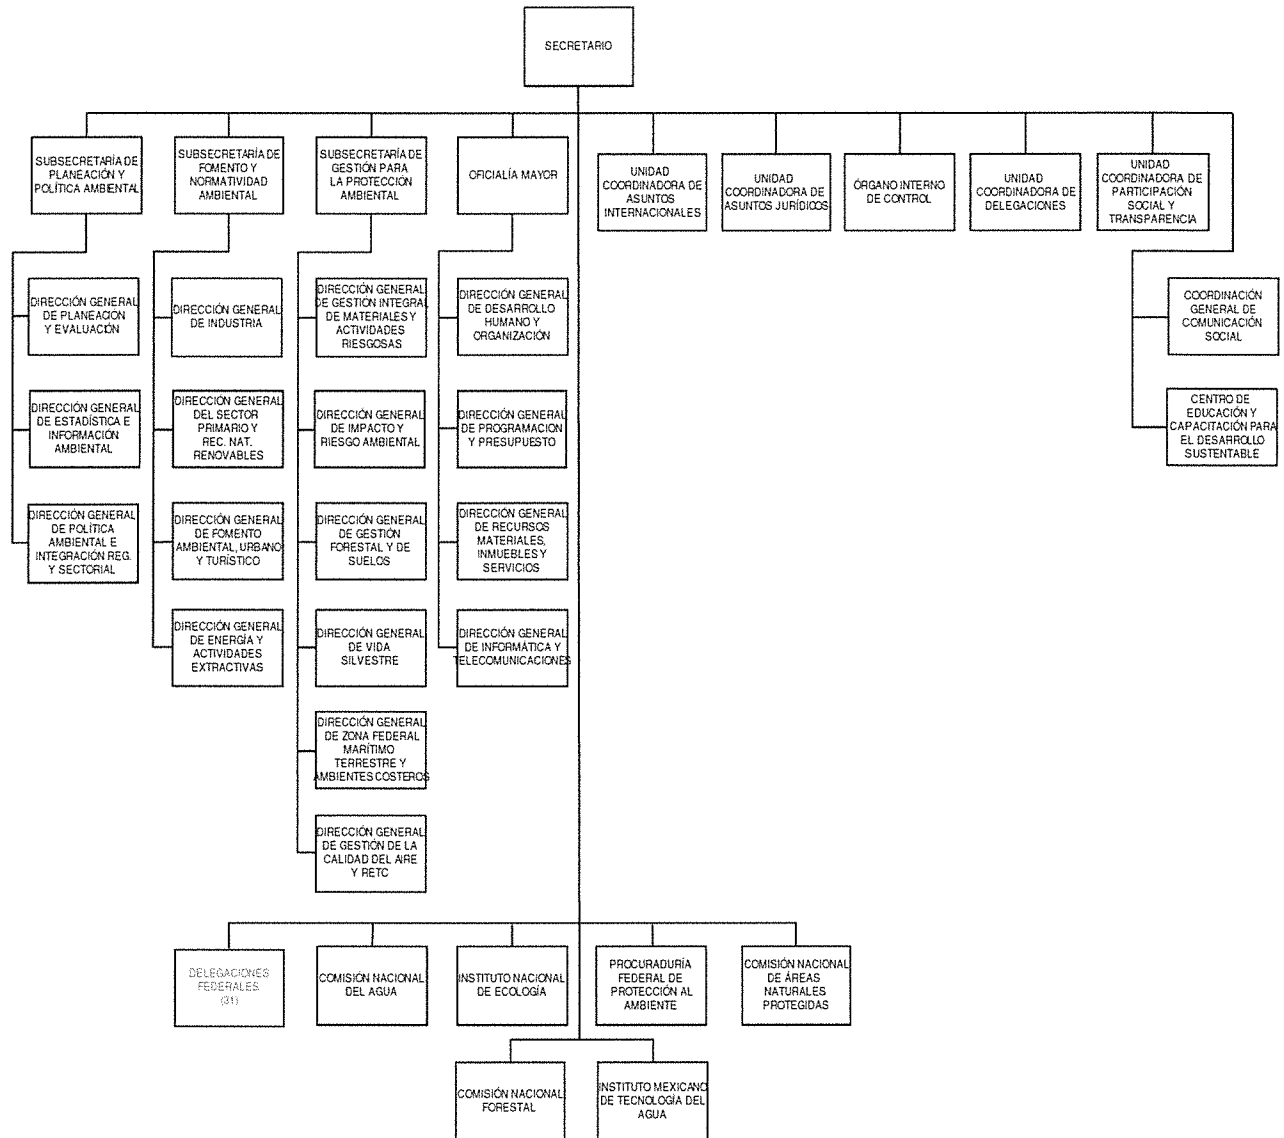 SECRETARIO
SUBSECRETARÍA DE
PLANEACIÓN Y
POLÍTICA AMBIENTAL
SUBSECRETARÍA DE
FOMENTO Y
NORMATIVIDAD
AMBIENTAL
SUBSECRETARÍA DE
GESTIÓN PARA
LA PROTECCIÓN
AMBIENTAL
OFICIALÍA MAYOR
UNIDAD
COORDINADORA DE
ASUNTOS
INTERNACIONALES
UNIDAD
COORDINADORA DE
ASUNTOS JURÍDICOS
ÓRGANO INTERNO
DE CONTROL
UNIDAD
COORDINADORA DE
DELEGACIONES
UNIDAD
COORDINADORA DE
PARTICIPACIÓN
SOCIAL Y
TRANSPARENCIA
DIRECCIÓN GENERAL
DE PLANEACIÓN
Y EVALUACIÓN
DIRECCIÓN GENERAL
DE INDUSTRIA
DIRECCIÓN GENERAL
DE GESTIÓN INTEGRAL
DE MATERIALES Y
ACTIVIDADES
RIESGOSAS
DIRECCIÓN GENERAL
DE DESARROLLO
HUMANO Y
ORGANIZACIÓN
COORDINACIÓN
GENERAL DE
COMUNICACIÓN
SOCIAL
DIRECCIÓN GENERAL
DE ESTADÍSTICA E
INFORMACIÓN
AMBIENTAL
DIRECCIÓN GENERAL
DEL SECTOR
PRIMARIO Y
REC. NAT.
RENOVABLES
DIRECCIÓN GENERAL
DE IMPACTO Y
RIESGO AMBIENTAL
DIRECCIÓN GENERAL
DE PROGRAMACION
Y PRESUPUESTO
CENTRO DE
EDUCACIÓN Y
CAPACITACIÓN PARA
EL DESARROLLO
SUSTENTABLE
DIRECCIÓN GENERAL
DE POLÍTICA
AMBIENTAL E
INTEGRACIÓN REG.
Y SECTORIAL
DIRECCIÓN GENERAL
DE FOMENTO
AMBIENTAL, URBANO
Y TURÍSTICO
DIRECCIÓN GENERAL
DE GESTIÓN
FORESTAL Y DE
SUELOS
DIRECCIÓN GENERAL
DE RECURSOS
MATERIALES,
INMUEBLES Y
SERVICIOS
DIRECCIÓN GENERAL
DE ENERGÍA Y
ACTIVIDADES
EXTRACTIVAS
DIRECCIÓN GENERAL
DE VIDA
SILVESTRE
DIRECCIÓN GENERAL
DE INFORMÁTICA Y
TELECOMUNICACIONES
DIRECCIÓN GENERAL
DE ZONA FEDERAL
MARÍTIMO
TERRESTRE Y
AMBIENTES COSTEROS
DIRECCIÓN GENERAL
DE GESTIÓN DE LA
CALIDAD DEL AIRE
Y RETC
DELEGACIONES
FEDERALES
(31)
COMISIÓN NACIONAL
DEL AGUA
INSTITUTO NACIONAL
DE ECOLOGÍA
PROCURADURÍA
FEDERAL DE
PROTECCIÓN AL
AMBIENTE
COMISIÓN NACIONAL
DE ÁREAS
NATURALES
PROTEGIDAS
COMISIÓN NACIONAL
FORESTAL
INSTITUTO MEXICANO
DE TECNOLOGÍA DEL
AGUA